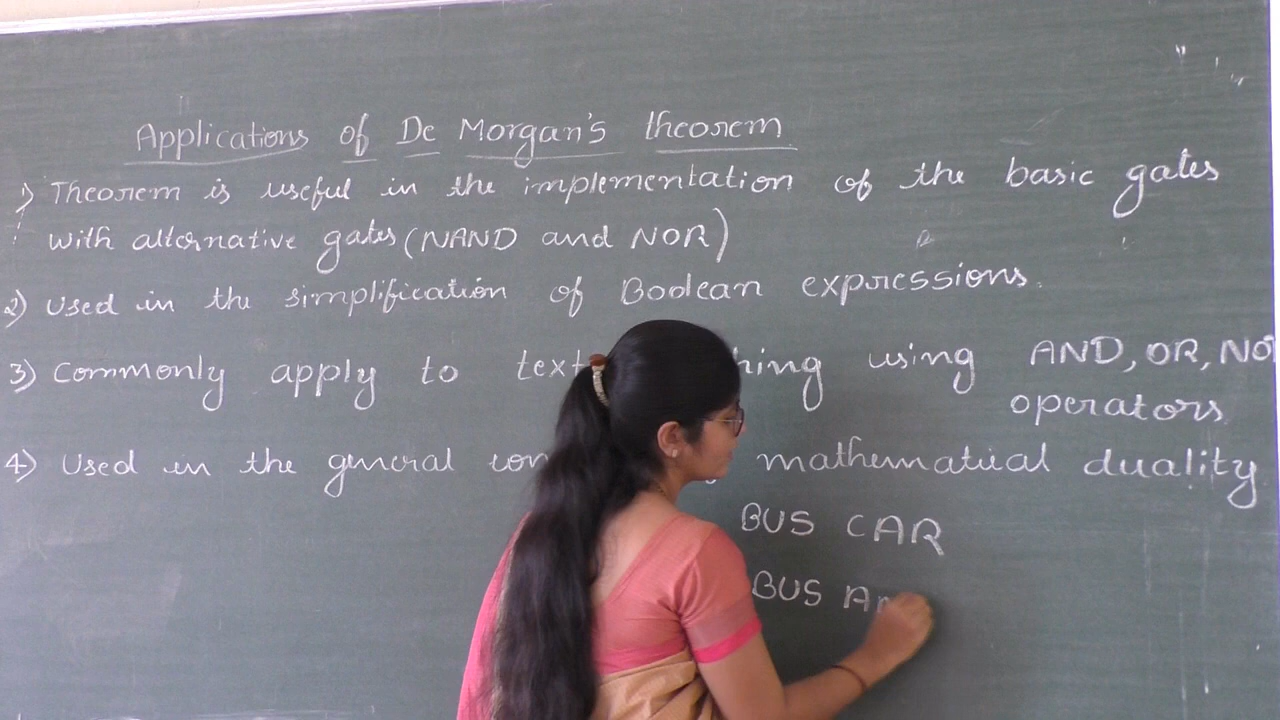 Applications of De Morgan's theorem
1) Theorem is useful in the implementation of the basic gates
with alternative gates (NAND and NOR)
2) Used in the simplification of Boolean expressions.
3) Commonly apply to text hing using AND, OR, NO
operators
4) Used in the general con mathematical duality
BUS CAR
BUS A